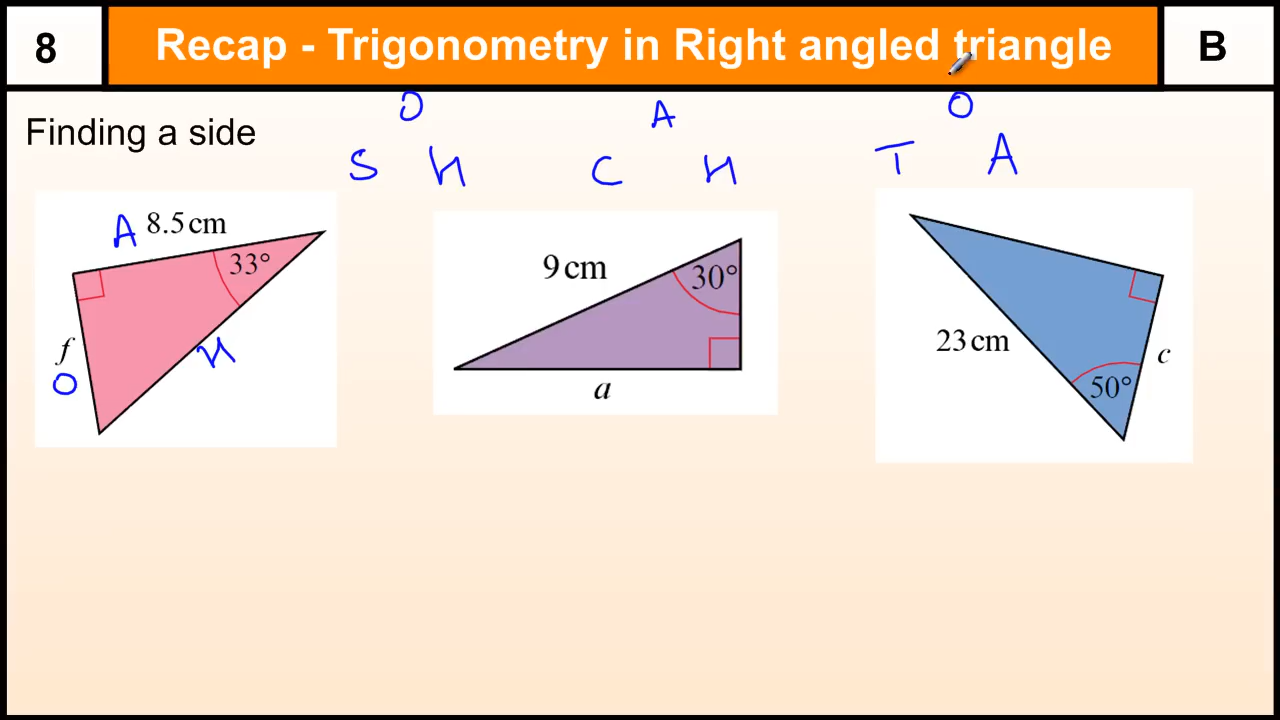 8
Recap - Trigonometry in Right angled triangle
B
Finding a side
O
S H
A
C H
O
T A
A 8.5 cm
33°
f
O
H
9 cm
30°
a
23 cm
c
50°